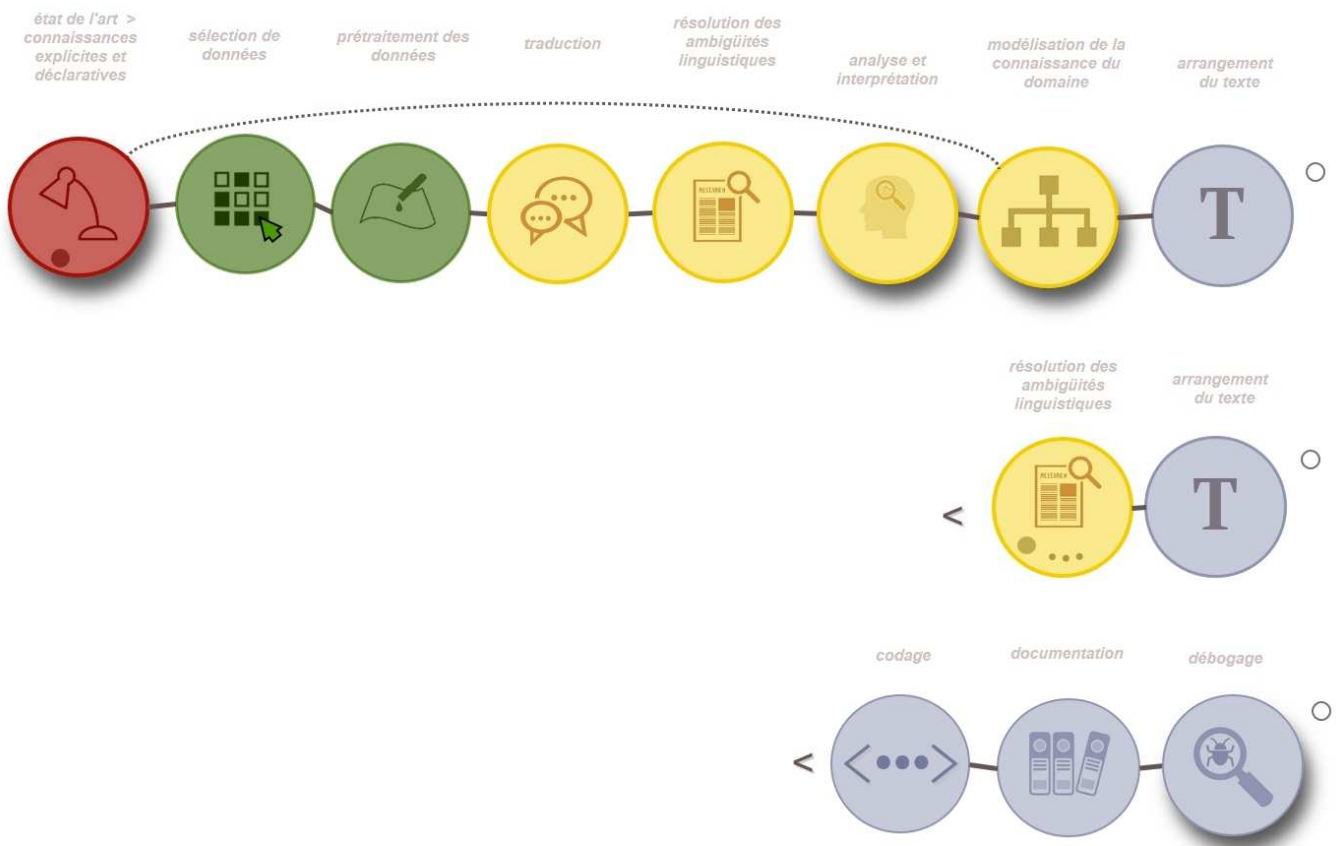 état de l'art >
connaissances
explicites et
déclaratives
sélection de
données
prétraitement des
données
traduction
résolution des
ambigüités
linguistiques
analyse et
interprétation
modélisation de la
connaissance du
domaine
arrangement
du texte
RESEARCH
T
résolution des
ambigüités
linguistiques
arrangement
du texte
RESEARCH
<
T
codage
documentation
débogage
<
<•••>